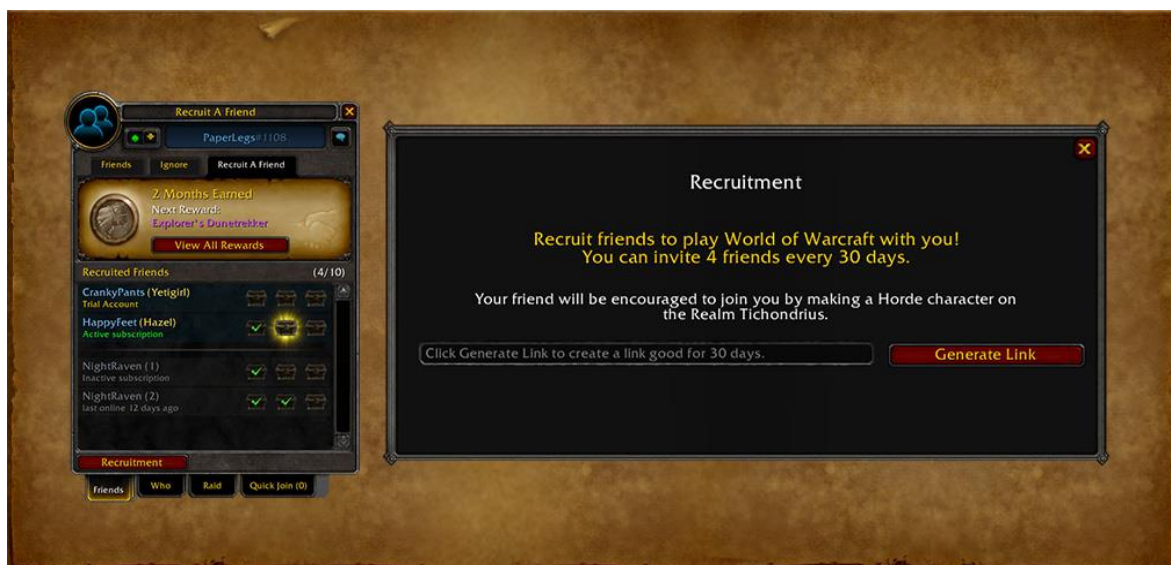 Recruit A Friend
PaperLegs#1108
Friends
Ignore
Recruit A Friend
2 Months Earned
Next Reward:
Explorer's Dunetrekker
View All Rewards
Recruited Friends
(4/10)
CrankyPants (Yetigirl)
Trial Account
HappyFeet (Hazel)
Active subscription
NightRaven (1)
Inactive subscription
NightRaven (2)
last online 12 days ago
Recruitment
Friends
Who
Raid
Quick Join (0)
Recruitment
Recruit friends to play World of Warcraft with you!
You can invite 4 friends every 30 days.
Your friend will be encouraged to join you by making a Horde character on
the Realm Tichondrius.
Click Generate Link to create a link good for 30 days.
Generate Link